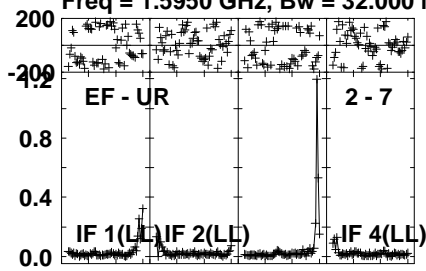 Freq = 1.5950 GHz, Bw = 32.000
200
-200
1.2
EF - UR 2 - 7
0.8
0.4
IF 1(LL) IF 2(LL) IF 4(LL)
0.0